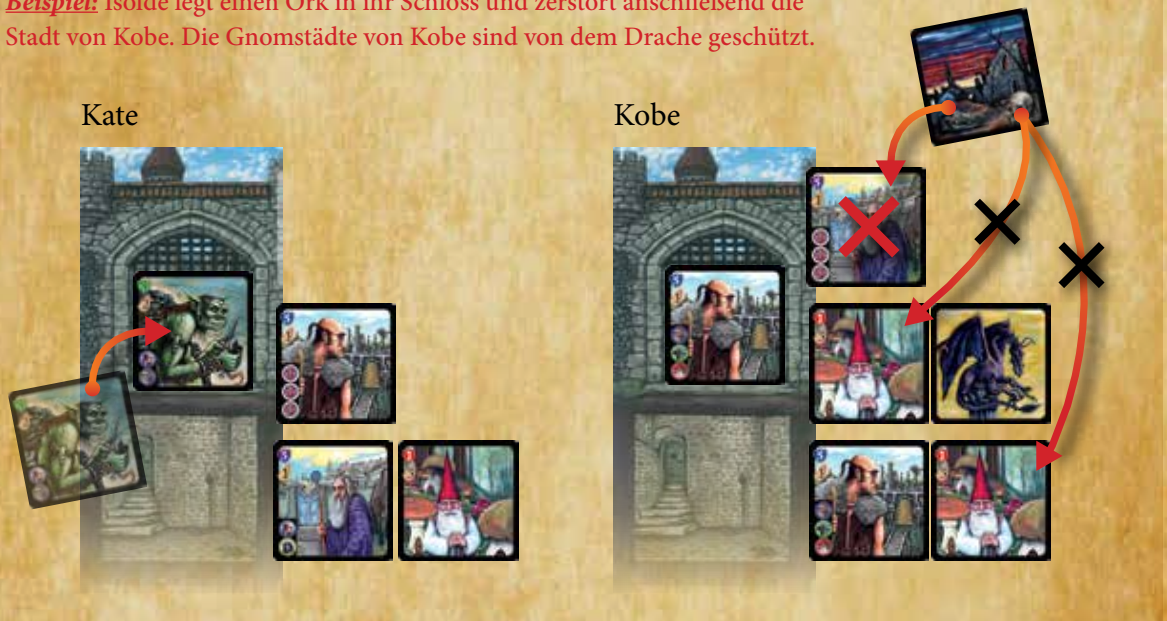 Beispiel: Isolde legt einen Ork in ihr Schloss und zerstört anschließend die
Stadt von Kobe. Die Gnomstädte von Kobe sind von dem Drache geschützt.
Kate
Kobe